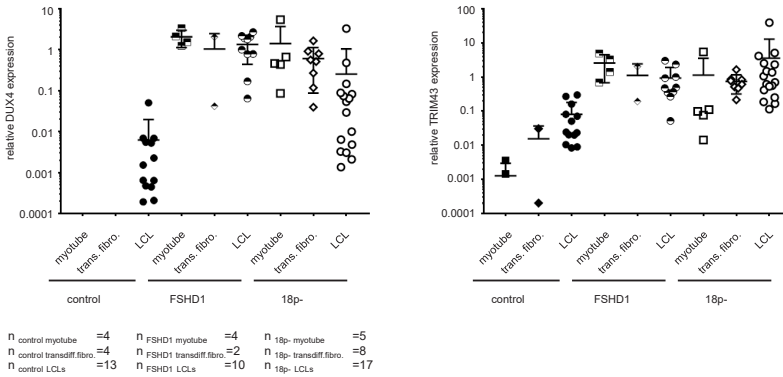 relative DUX4 expression
100
10
1
0.1
0.01
0.001
0.0001
myotube
trans. fibro.
LCL
myotube
trans. fibro.
LCL
myotube
trans. fibro.
LCL
control
FSHD1
18p-
relative TRIM43 expression
100
10
1
0.1
0.01
0.001
0.0001
myotube
trans. fibro.
LCL
myotube
trans. fibro.
LCL
myotube
trans. fibro.
LCL
control
FSHD1
18p-
n control myotube =4 n FSHD1 myotube =4 n 18p- myotube =5
n control transdiff.fibro. =4 n FSHD1 transdiff.fibro. =2 n 18p- transdiff.fibro. =8
n control LCLs =13 n FSHD1 LCLs =10 n 18p- LCLs =17